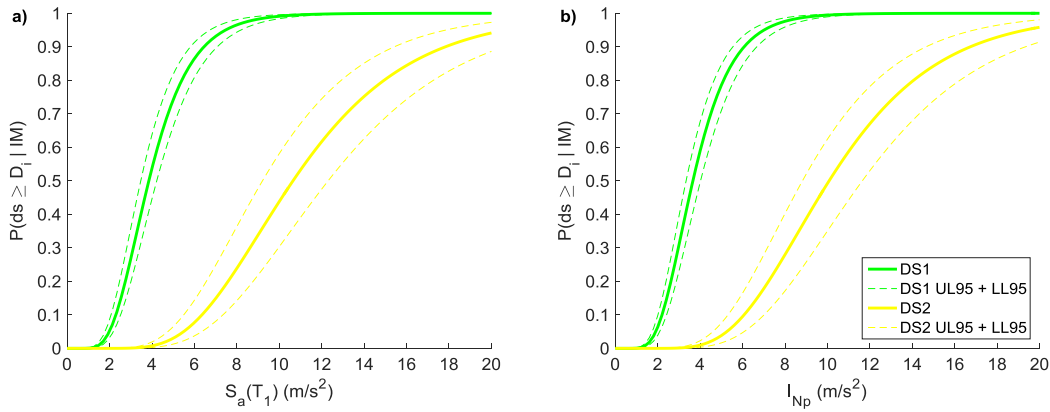 a)
P(ds ≥ D_i | IM)
1
0.9
0.8
0.7
0.6
0.5
0.4
0.3
0.2
0.1
0
0 2 4 6 8 10 12 14 16 18 20
S_a(T_1) (m/s^2)
b)
P(ds ≥ D_i | IM)
1
0.9
0.8
0.7
0.6
0.5
0.4
0.3
0.2
0.1
0
0 2 4 6 8 10 12 14 16 18 20
I_Np (m/s^2)
DS1
DS1 UL95 + LL95
DS2
DS2 UL95 + LL95